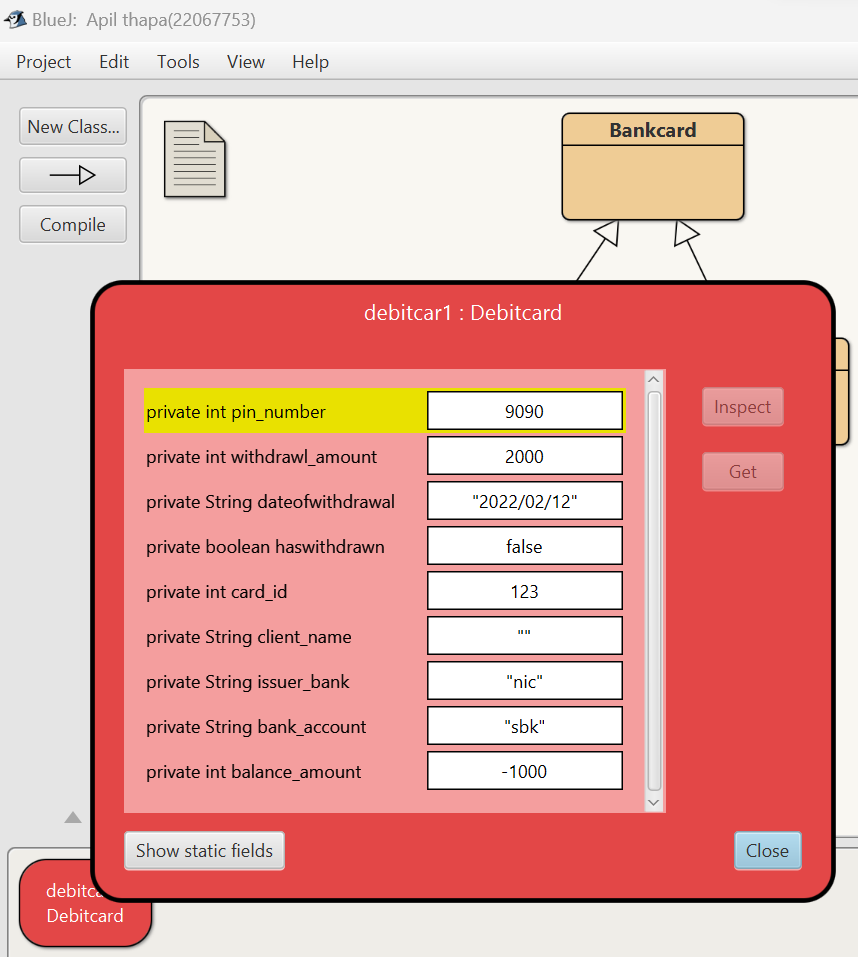 BlueJ: Apil thapa(22067753)
Project Edit Tools View Help
New Class...
Compile
Bankcard
debitcar1 : Debitcard
private int pin_number 9090
private int withdrawl_amount 2000
private String dateofwithdrawal "2022/02/12"
private boolean haswithdrawn false
private int card_id 123
private String client_name ""
private String issuer_bank "nic"
private String bank_account "sbk"
private int balance_amount -1000
Inspect
Get
Show static fields
Close
debitca
Debitcard